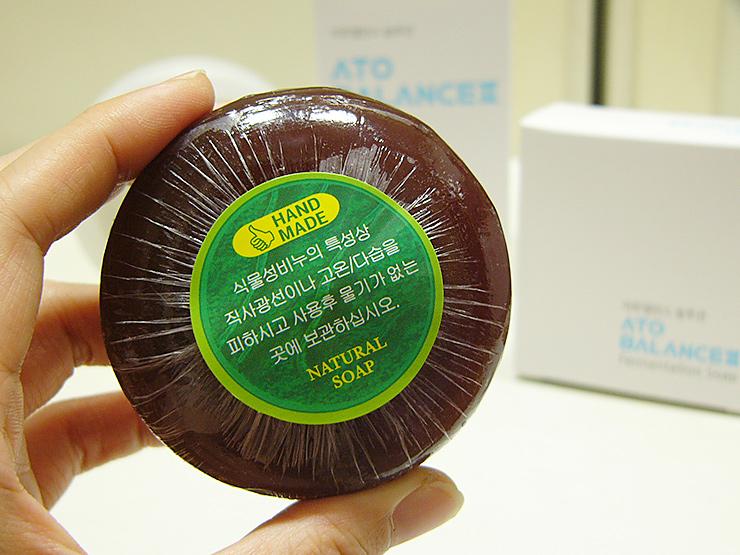 HAND
MADE
식물성비누의 특성상
직사광선이나 고온/다습을
피하시고 사용후 물기가 없는
곳에 보관하십시오.
NATURAL
SOAP
ATO
BALANCEⅡ
ATO
BALANCEⅡ
Fermentation Soap